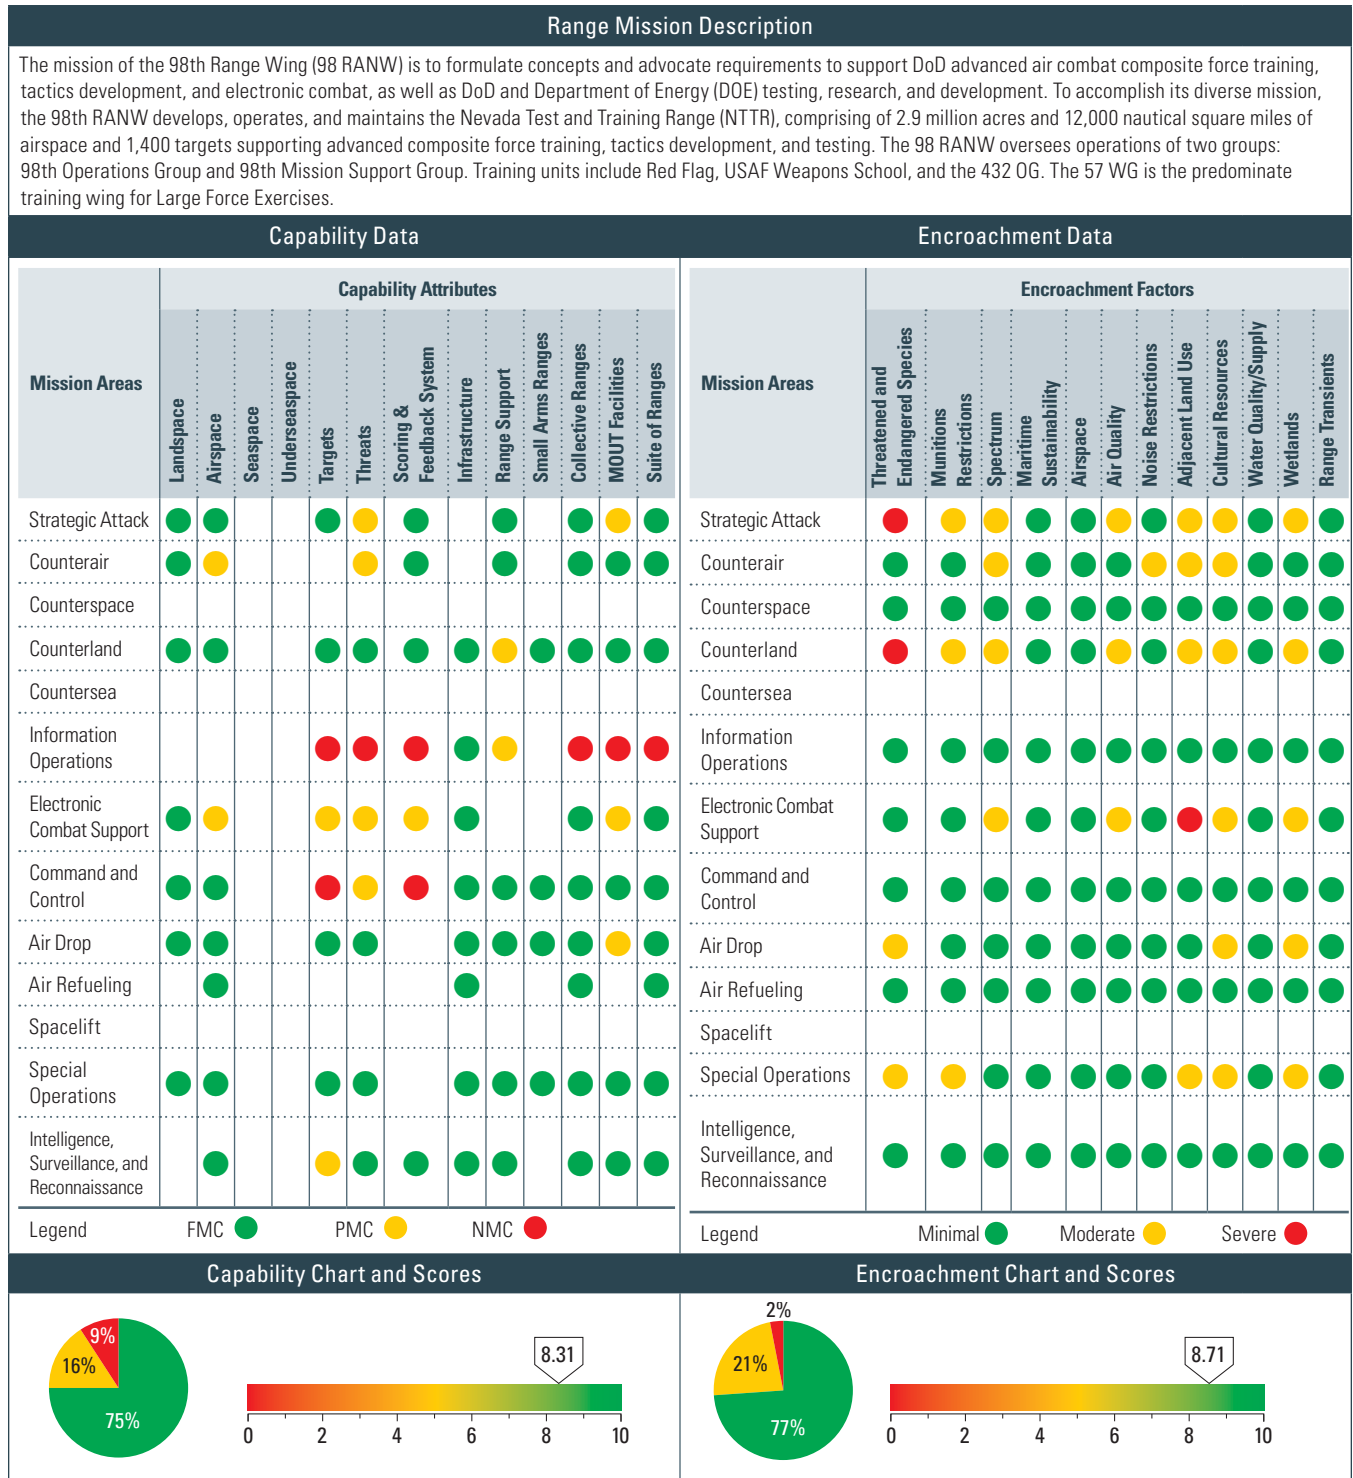 Range Mission Description
The mission of the 98th Range Wing (98 RANW) is to formulate concepts and advocate requirements to support DoD advanced air combat composite force training,
tactics development, and electronic combat, as well as DoD and Department of Energy (DOE) testing, research, and development. To accomplish its diverse mission,
the 98th RANW develops, operates, and maintains the Nevada Test and Training Range (NTTR), comprising of 2.9 million acres and 12,000 nautical square miles of
airspace and 1,400 targets supporting advanced composite force training, tactics development, and testing. The 98 RANW oversees operations of two groups:
98th Operations Group and 98th Mission Support Group. Training units include Red Flag, USAF Weapons School, and the 432 OG. The 57 WG is the predominate
training wing for Large Force Exercises.
Capability Data
Mission Areas
Capability Attributes
Landspace
Airspace
Seaspace
Underseaspace
Targets
Threats
Scoring &
Feedback System
Infrastructure
Range Support
Small Arms Ranges
Collective Ranges
MOUT Facilities
Suite of Ranges
Strategic Attack
Counterair
Counterspace
Counterland
Countersea
Information
Operations
Electronic
Combat Support
Command and
Control
Air Drop
Air Refueling
Spacelift
Special
Operations
Intelligence,
Surveillance, and
Reconnaissance
Legend FMC PMC NMC
Encroachment Data
Mission Areas
Encroachment Factors
Threatened and
Endangered Species
Munitions
Restrictions
Spectrum
Maritime
Sustainability
Airspace
Air Quality
Noise Restrictions
Adjacent Land Use
Cultural Resources
Water Quality/Supply
Wetlands
Range Transients
Strategic Attack
Counterair
Counterspace
Counterland
Countersea
Information
Operations
Electronic Combat
Support
Command and
Control
Air Drop
Air Refueling
Spacelift
Special Operations
Intelligence,
Surveillance, and
Reconnaissance
Legend Minimal Moderate Severe
Capability Chart and Scores
9%
16%
75%
8.31
0 2 4 6 8 10
Encroachment Chart and Scores
2%
21%
77%
8.71
0 2 4 6 8 10